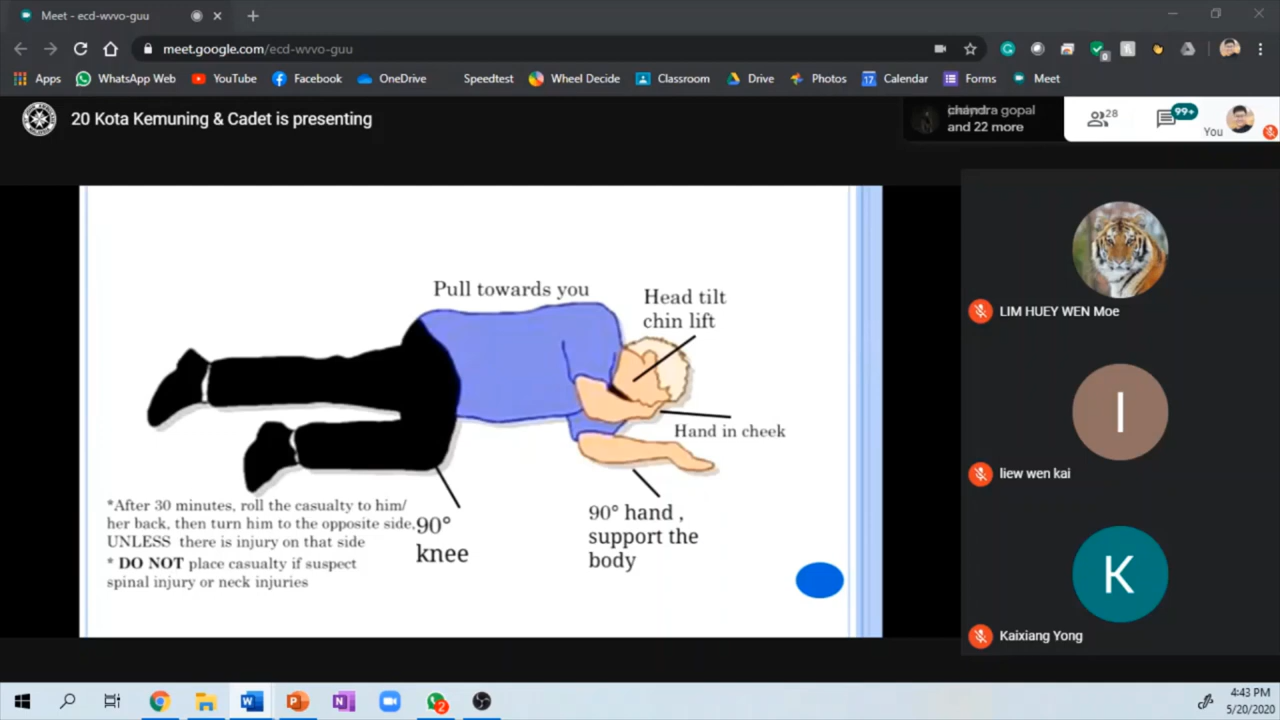 Meet - ecd-wvvo-guu
meet.google.com/ecd-wvvo-guu
0
Apps WhatsApp Web YouTube Facebook OneDrive Speedtest Wheel Decide Classroom Drive Photos 17 Calendar Forms Meet
20 Kota Kemuning & Cadet is presenting
gopal
and 22 more
28
99+
You
Pull towards you
Head tilt
chin lift
Hand in cheek
*After 30 minutes, roll the casualty to him/
her back, then turn him to the opposite side,
UNLESS there is injury on that side
* DO NOT place casualty if suspect
spinal injury or neck injuries
90°
knee
90° hand ,
support the
body
LIM HUEY WEN Moe
I
liew wen kai
K
Kaixiang Yong
2
4:43 PM
5/20/2020